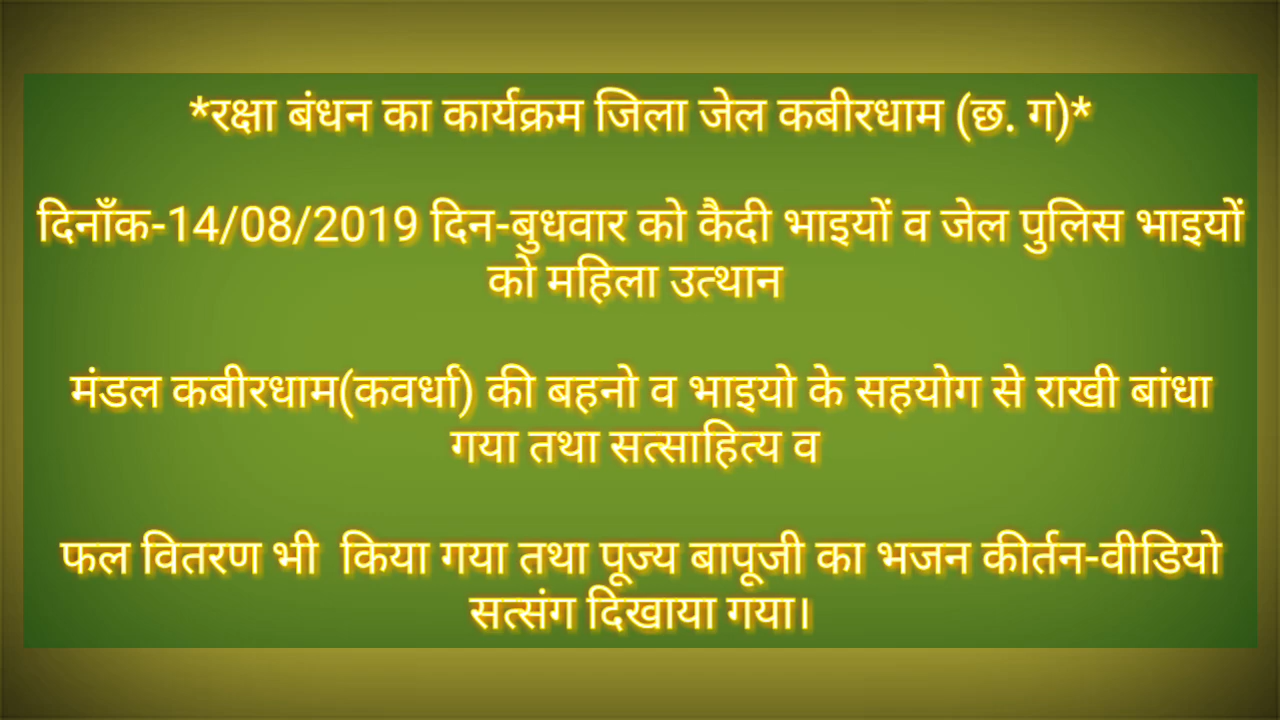 *रक्षा बंधन का कार्यक्रम जिला जेल कबीरधाम (छ. ग)*
दिनाँक-14/08/2019 दिन-बुधवार को कैदी भाइयों व जेल पुलिस भाइयों
को महिला उत्थान
मंडल कबीरधाम(कवर्धा) की बहनो व भाइयो के सहयोग से राखी बांधा
गया तथा सत्साहित्य व
फल वितरण भी  किया गया तथा पूज्य बापूजी का भजन कीर्तन-वीडियो
सत्संग दिखाया गया।